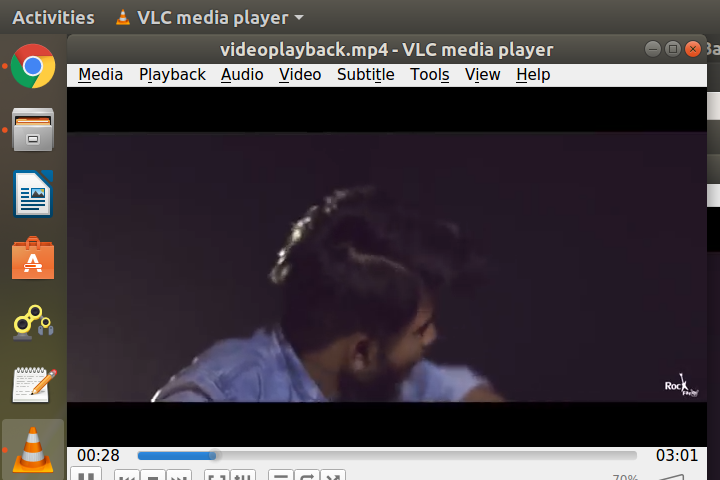 Activities VLC media player
videoplayback.mp4 - VLC media player
Media Playback Audio Video Subtitle Tools View Help
Rock
00:28 03:01
70%